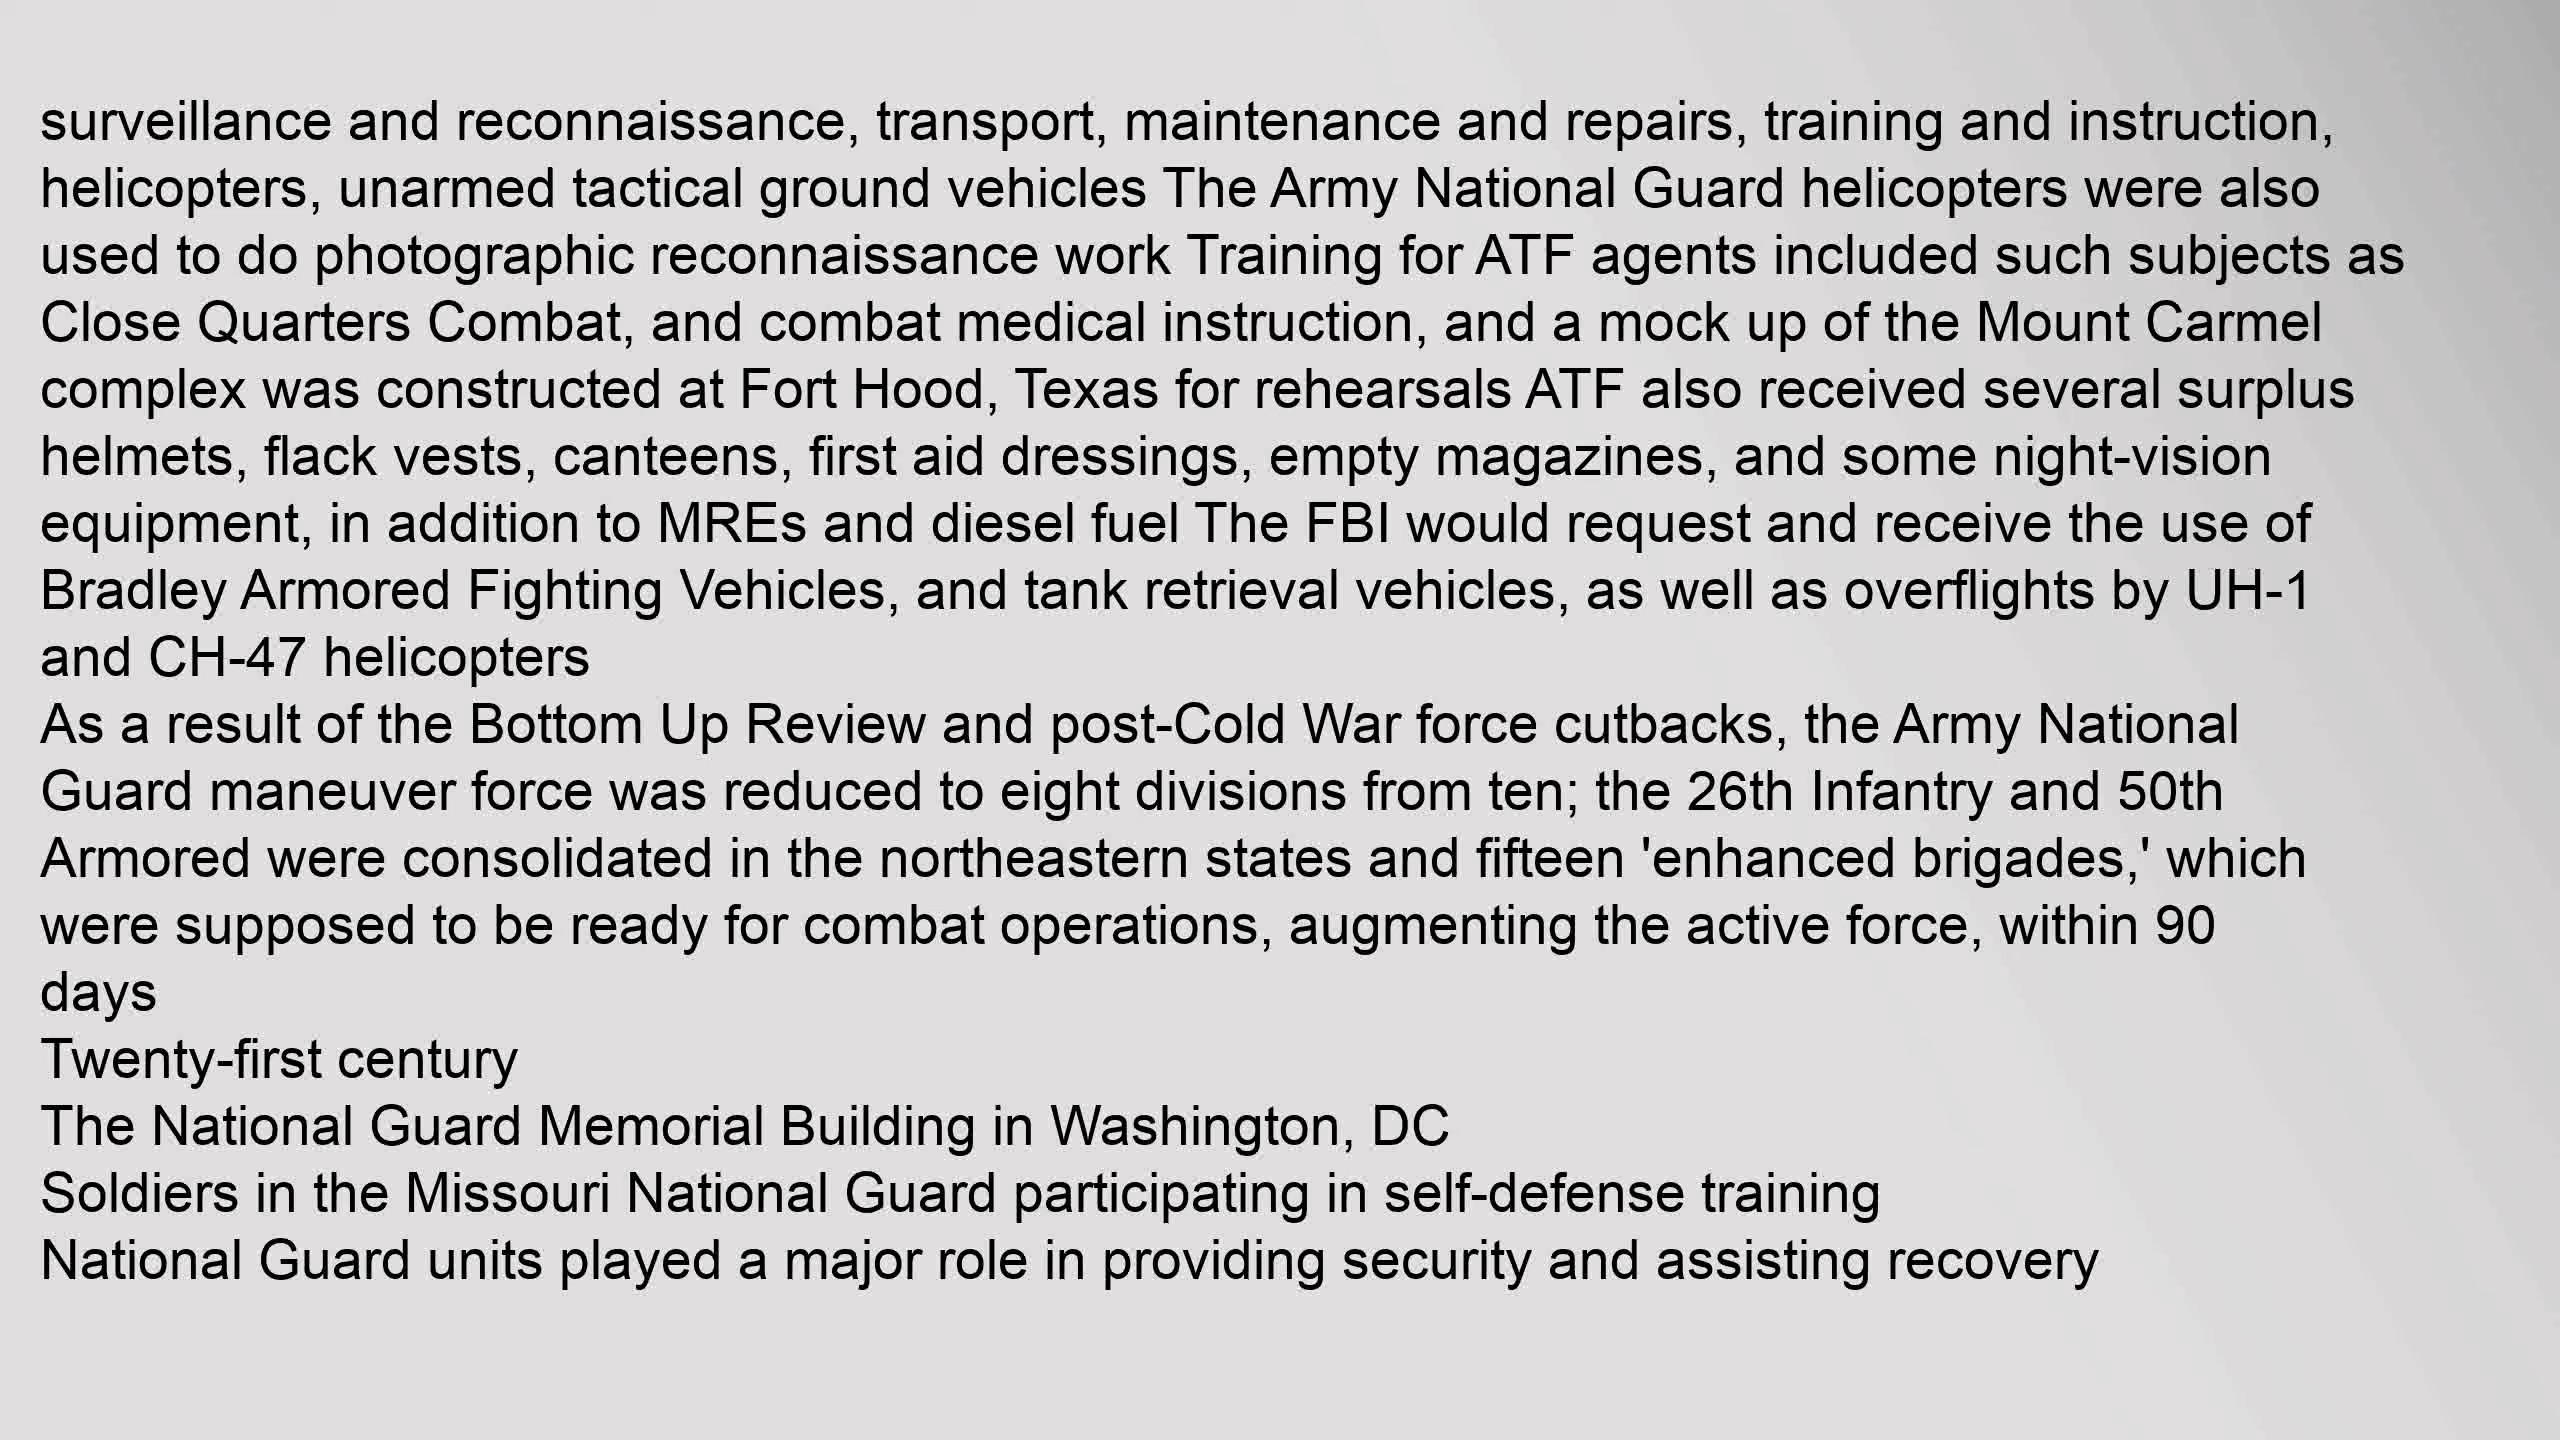 surveillance and reconnaissance, transport, maintenance and repairs, training and instruction,
helicopters, unarmed tactical ground vehicles The Army National Guard helicopters were also
used to do photographic reconnaissance work Training for ATF agents included such subjects as
Close Quarters Combat, and combat medical instruction, and a mock up of the Mount Carmel
complex was constructed at Fort Hood, Texas for rehearsals ATF also received several surplus
helmets, flack vests, canteens, first aid dressings, empty magazines, and some night-vision
equipment, in addition to MREs and diesel fuel The FBI would request and receive the use of
Bradley Armored Fighting Vehicles, and tank retrieval vehicles, as well as overflights by UH-1
and CH-47 helicopters
As a result of the Bottom Up Review and post-Cold War force cutbacks, the Army National
Guard maneuver force was reduced to eight divisions from ten; the 26th Infantry and 50th
Armored were consolidated in the northeastern states and fifteen 'enhanced brigades,' which
were supposed to be ready for combat operations, augmenting the active force, within 90
days
Twenty-first century
The National Guard Memorial Building in Washington, DC
Soldiers in the Missouri National Guard participating in self-defense training
National Guard units played a major role in providing security and assisting recovery